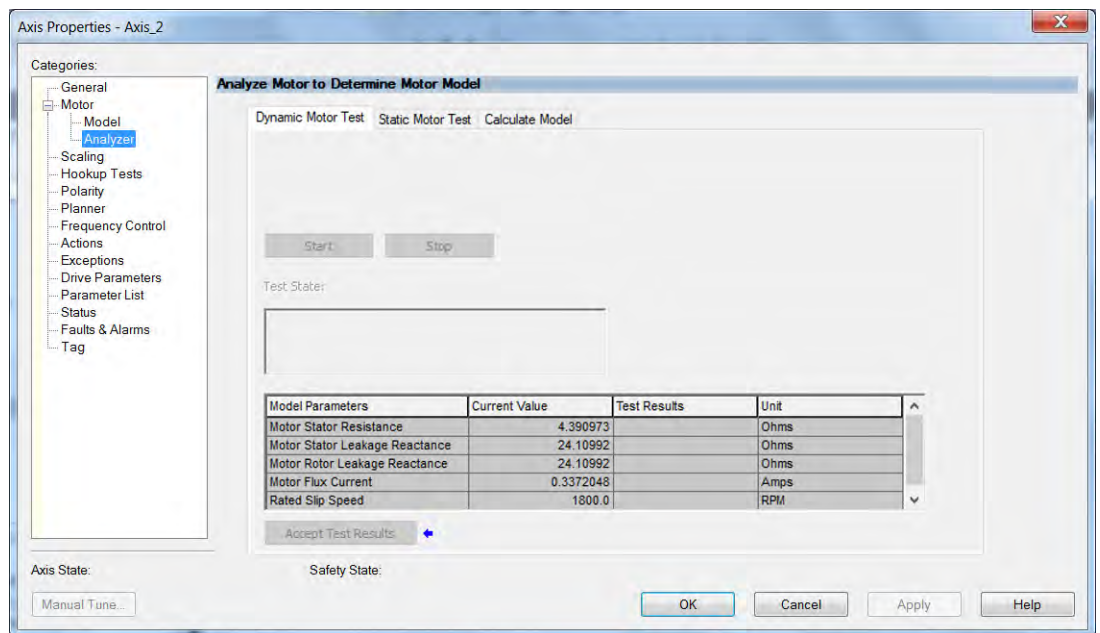 Axis Properties - Axis_2
X
Categories:
General
Motor
Model
Analyzer
Scaling
Hookup Tests
Polarity
Planner
Frequency Control
Actions
Exceptions
Drive Parameters
Parameter List
Status
Faults & Alarms
Tag
Analyze Motor to Determine Motor Model
Dynamic Motor Test Static Motor Test Calculate Model
Start Stop
Test State:
Model Parameters Current Value Test Results Unit
Motor Stator Resistance 4.390973 Ohms
Motor Stator Leakage Reactance 24.10992 Ohms
Motor Rotor Leakage Reactance 24.10992 Ohms
Motor Flux Current 0.3372048 Amps
Rated Slip Speed 1800.0 RPM
Accept Test Results
Axis State: Safety State:
Manual Tune... OK Cancel Apply Help